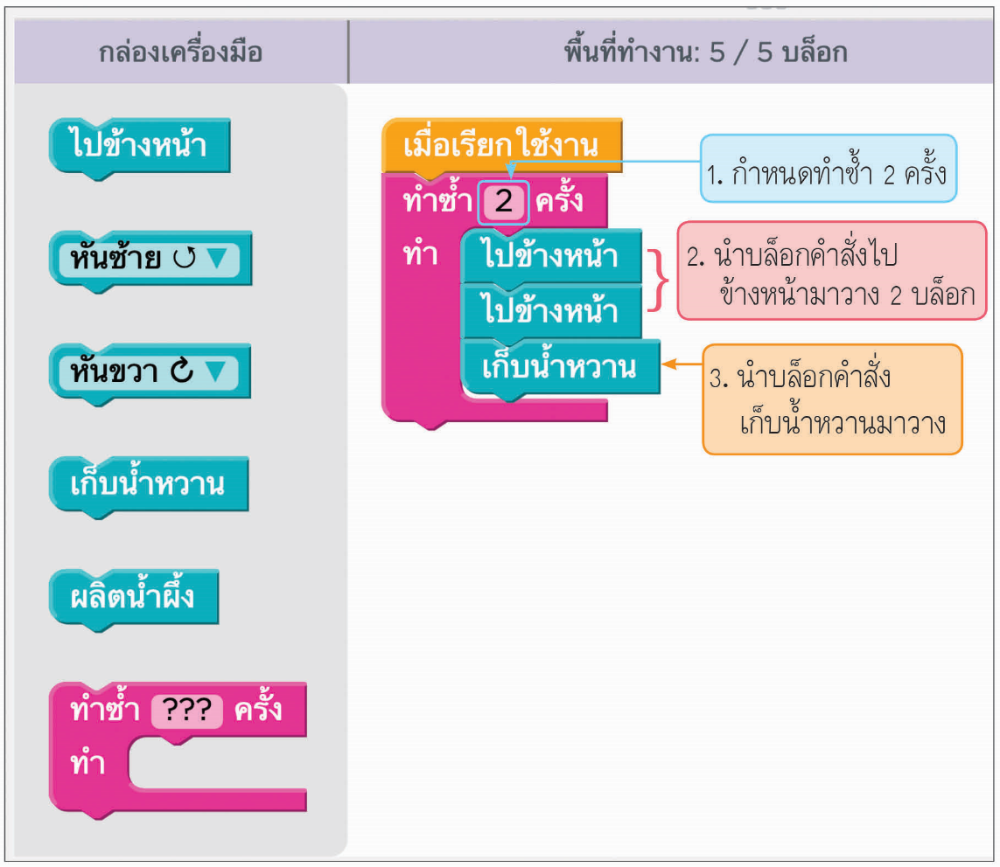 กล่องเครื่องมือ
พื้นที่ทำงาน: 5 / 5 บล็อก
ไปข้างหน้า
หันซ้าย ↺ ▼
หันขวา ↻ ▼
เก็บน้ำหวาน
ผลิตน้ำผึ้ง
ทำซ้ำ ??? ครั้ง
ทำ
เมื่อเรียกใช้งาน
ทำซ้ำ 2 ครั้ง
ทำ ไปข้างหน้า
ไปข้างหน้า
เก็บน้ำหวาน
1. กำหนดทำซ้ำ 2 ครั้ง
2. นำบล็อกคำสั่งไป
ข้างหน้ามาวาง 2 บล็อก
3. นำบล็อกคำสั่ง
เก็บน้ำหวานมาวาง